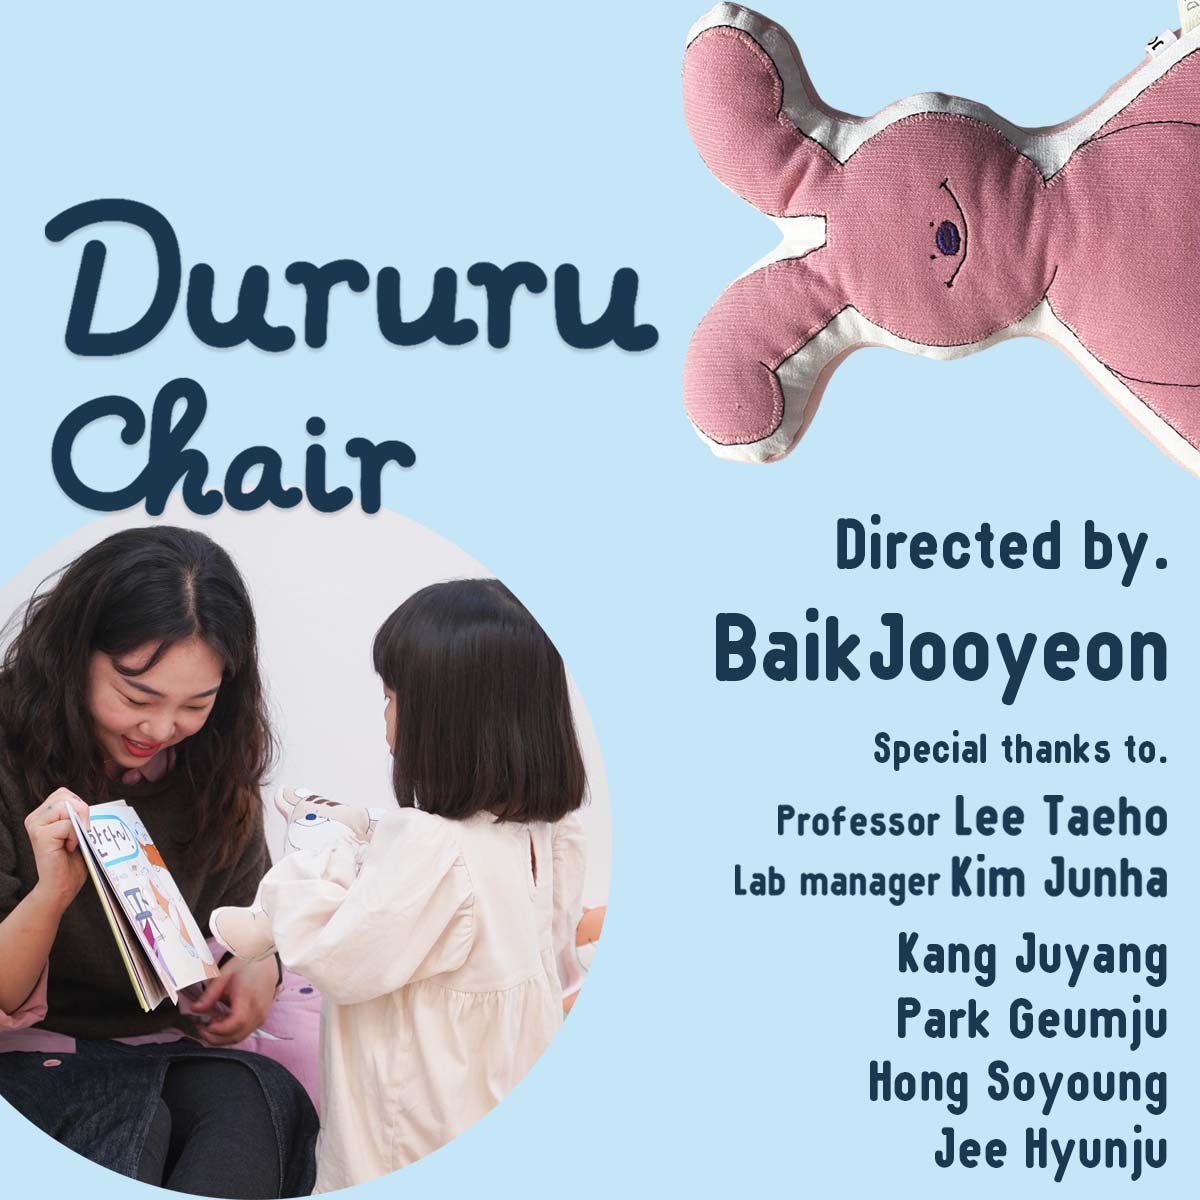 Dururu
Chair
Directed by.
BaikJooyeon
Special thanks to.
Professor Lee Taeho
Lab manager Kim Junha
Kang Juyang
Park Geumju
Hong Soyoung
Jee Hyunju